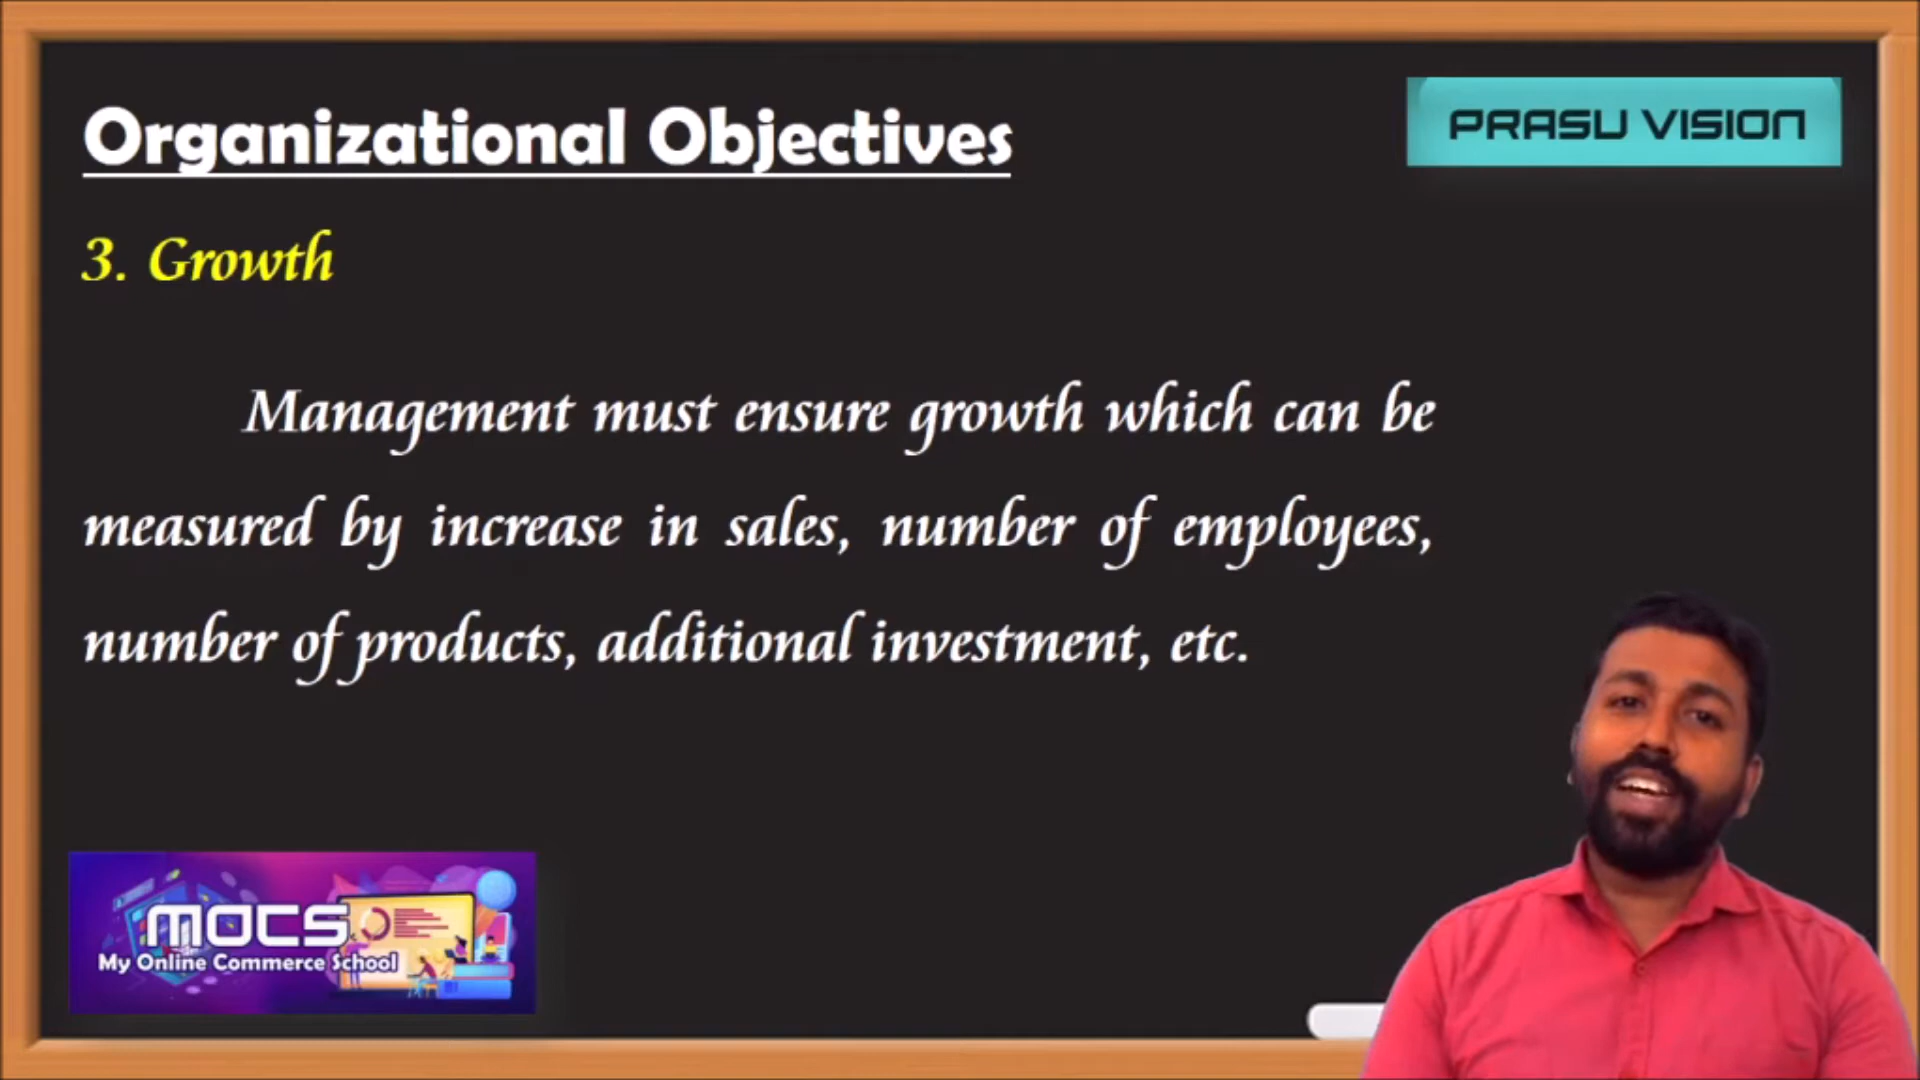 Organizational Objectives
PRASU VISION
3. Growth
Management must ensure growth which can be
measured by increase in sales, number of employees,
number of products, additional investment, etc.
MOCS
My Online Commerce School